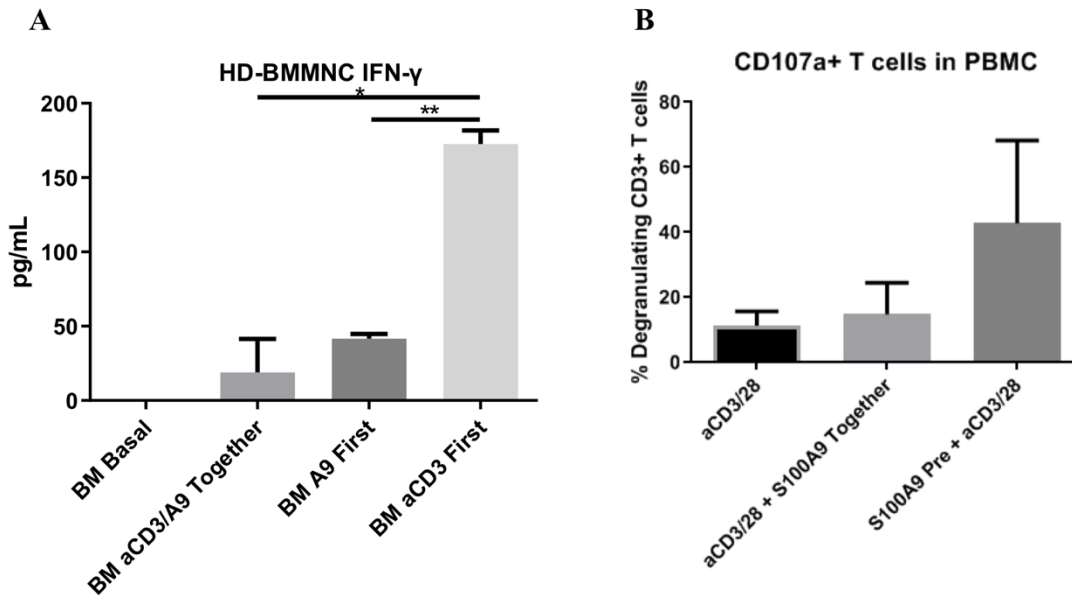 A
HD-BMMNC IFN-γ
*
**
pg/mL
200
150
100
50
0
BM Basal
BM aCD3/A9 Together
BM A9 First
BM aCD3 First
B
CD107a+ T cells in PBMC
% Degranulating CD3+ T cells
80
60
40
20
0
aCD3/28
aCD3/28 + S100A9 Together
S100A9 Pre + aCD3/28